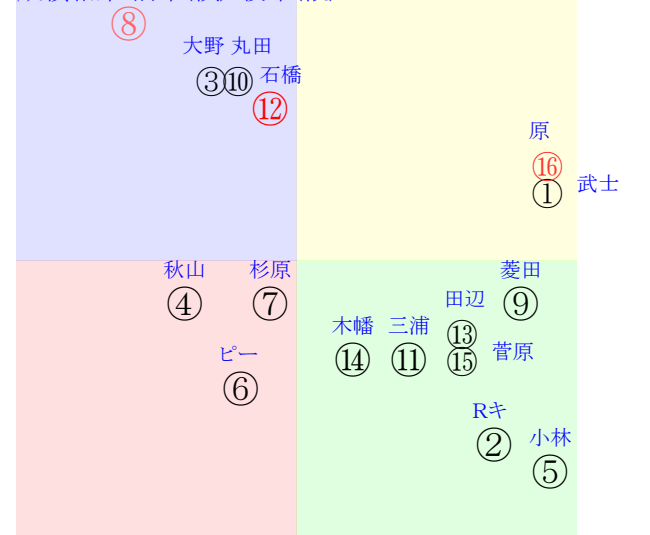 ⑧
大野 丸田
③⑩ 石橋
⑫
原
⑯
① 武士
秋山 杉原 菱田
④ ⑦ ⑨
田辺
木幡 三浦 ⑬
⑭ ⑪ ⑮ 菅原
ピー
⑥
Rキ
② 小林
⑤